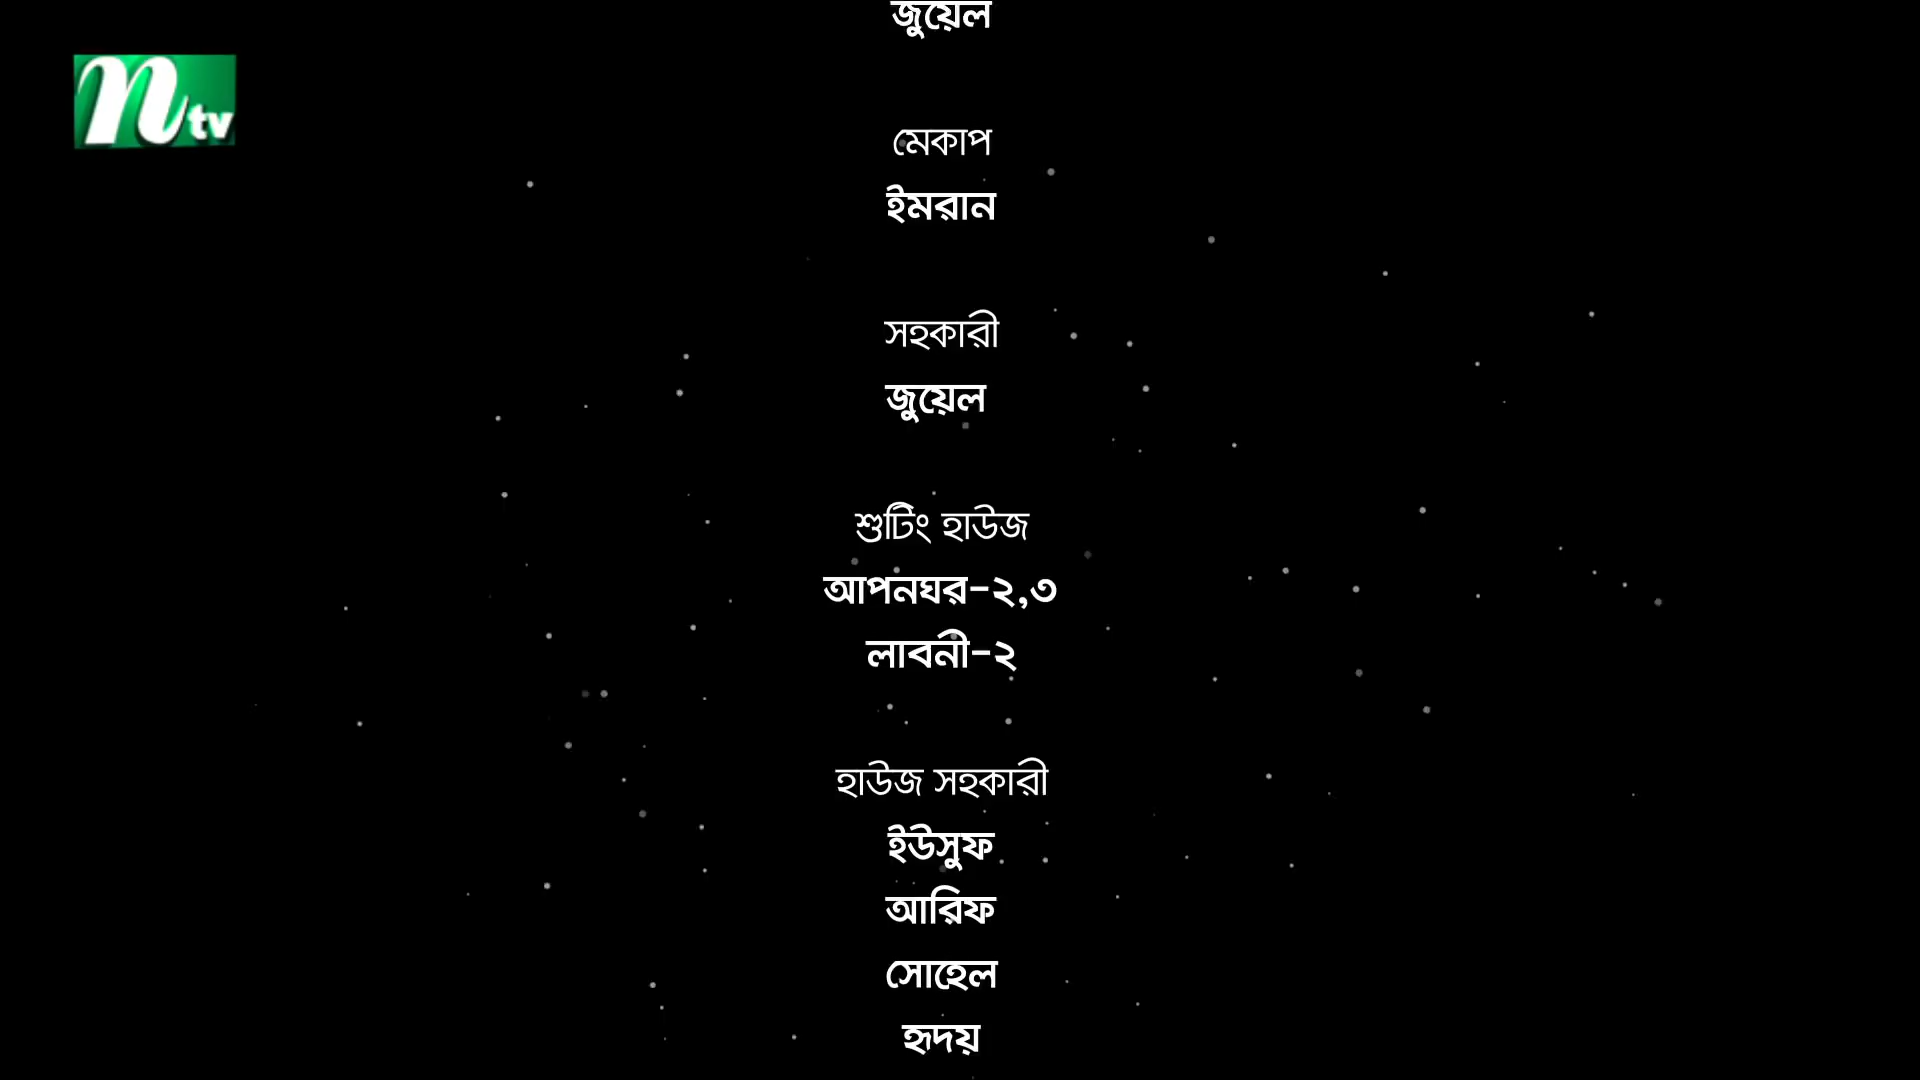 জুয়েল
ntv
মেকাপ
ইমরান
সহকারী
জুয়েল
শুটিং হাউজ
আপনঘর-২,৩
লাবনী-২
হাউজ সহকারী
ইউসুফ
আরিফ
সোহেল
হৃদয়